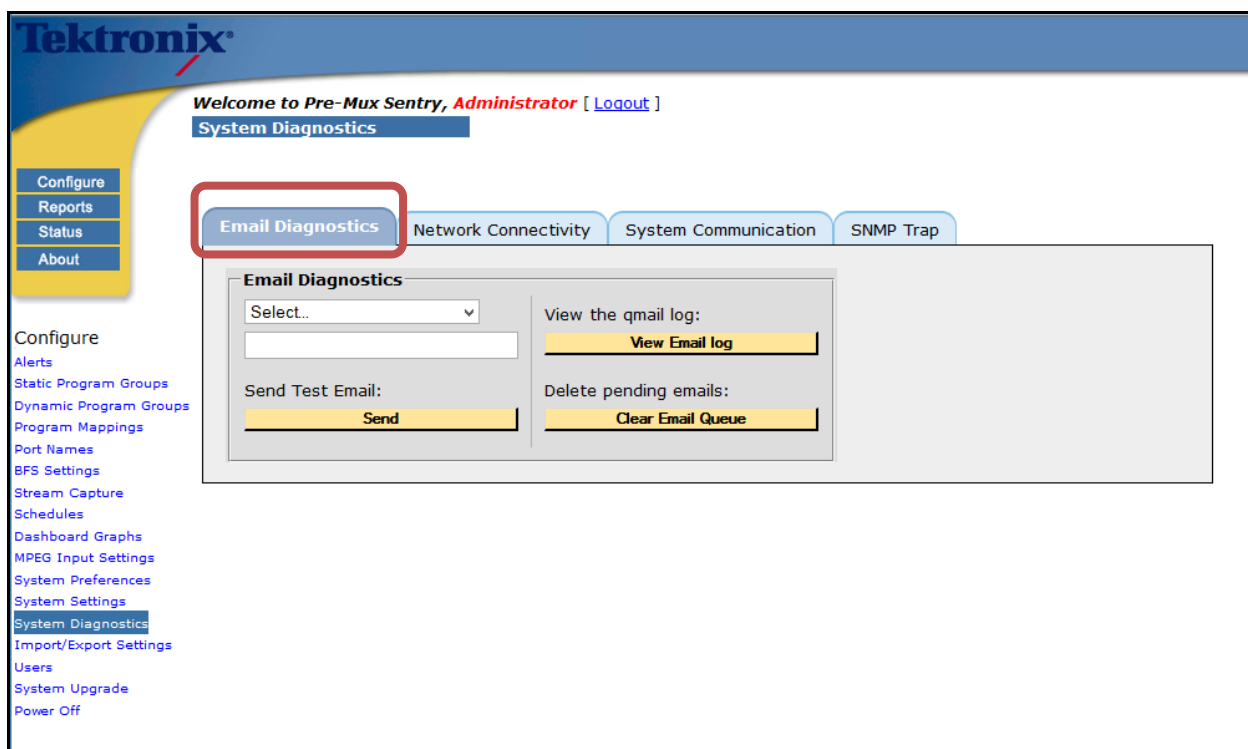 Tektronix®
Welcome to Pre-Mux Sentry, Administrator [ Logout ]
System Diagnostics
Configure
Reports
Status
About
Email Diagnostics
Network Connectivity
System Communication
SNMP Trap
Email Diagnostics
Select...
View the qmail log:
View Email log
Send Test Email:
Delete pending emails:
Send
Clear Email Queue
Configure
Alerts
Static Program Groups
Dynamic Program Groups
Program Mappings
Port Names
BFS Settings
Stream Capture
Schedules
Dashboard Graphs
MPEG Input Settings
System Preferences
System Settings
System Diagnostics
Import/Export Settings
Users
System Upgrade
Power Off